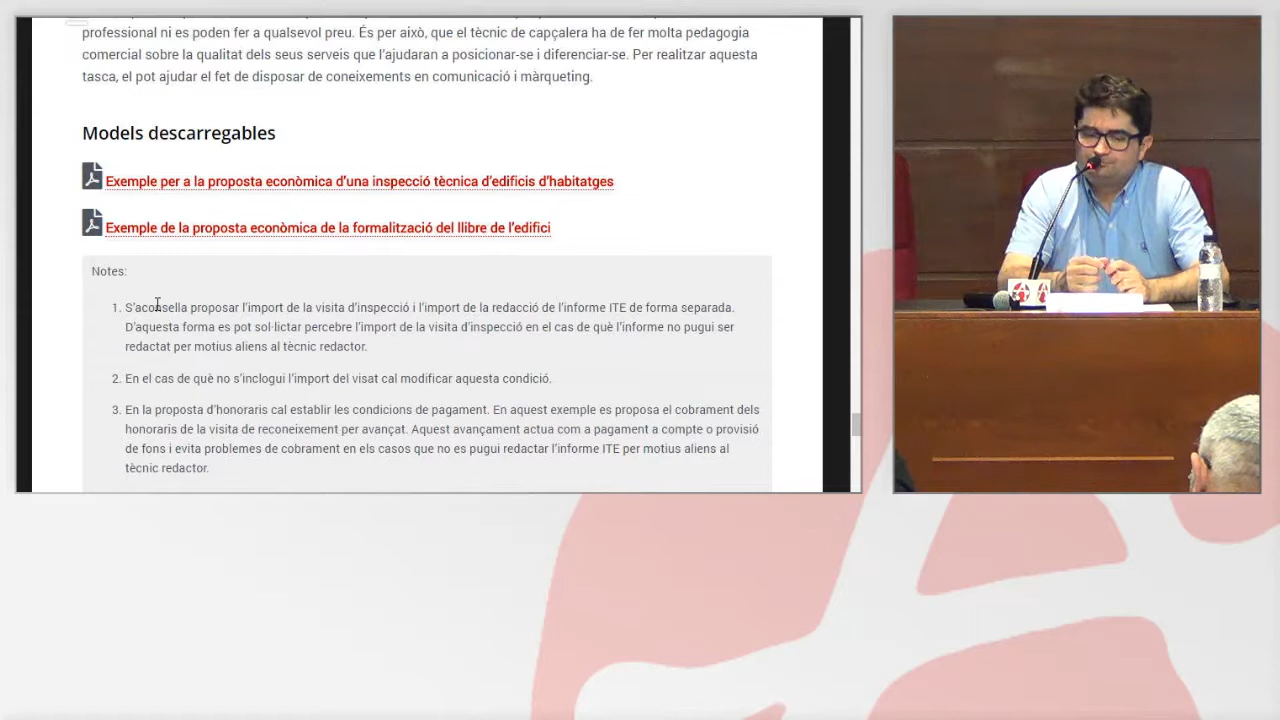 professional ni es poden fer a qualsevol preu. És per això, que el tècnic de capçalera ha de fer molta pedagogia
comercial sobre la qualitat dels seus serveis que l'ajudaran a posicionar-se i diferenciar-se. Per realitzar aquesta
tasca, el pot ajudar el fet de disposar de coneixements en comunicació i màrqueting.
Models descarregables
Exemple per a la proposta econòmica d'una inspecció tècnica d'edificis d'habitatges
Exemple de la proposta econòmica de la formalització del llibre de l'edifici
Notes:
1. S'aconsella proposar l'import de la visita d'inspecció i l'import de la redacció de l'informe ITE de forma separada.
D'aquesta forma es pot sol·lictar percebre l'import de la visita d'inspecció en el cas de què l'informe no pugui ser
redactat per motius aliens al tècnic redactor.
2. En el cas de què no s'inclogui l'import del visat cal modificar aquesta condició.
3. En la proposta d'honoraris cal establir les condicions de pagament. En aquest exemple es proposa el cobrament dels
honoraris de la visita de reconeixement per avançat. Aquest avançament actua com a pagament a compte o provisió
de fons i evita problemes de cobrament en els casos que no es pugui redactar l'informe ITE per motius aliens al
tècnic redactor.